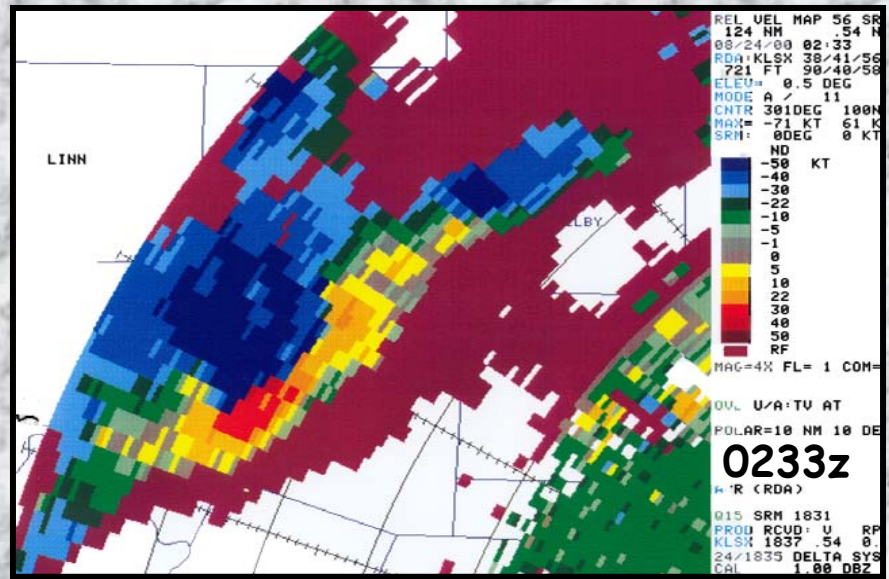 REL VEL MAP 56 SR
124 NM .54 N
08/24/00 02:33
RDA:KLSX 38/41/56
721 FT 90/40/58
ELEV= 0.5 DEG
MODE A / 11
CNTR 301DEG 100N
MAX= -71 KT 61 K
SRM: 0DEG 0 KT
ND
-50 KT
-40
-30
-22
-10
-5
-1
0
5
10
22
30
40
50
RF
MAG=4X FL= 1 COM=
OVL U/A:TV AT
POLAR=10 NM 10 DE
0233z
R (RDA)
Q15 SRM 1831
PROD RCVD: V RP
KLSX 1837 .54 0.
24/1835 DELTA SYS
CAL 1.00 DBZ
LINN
LBY